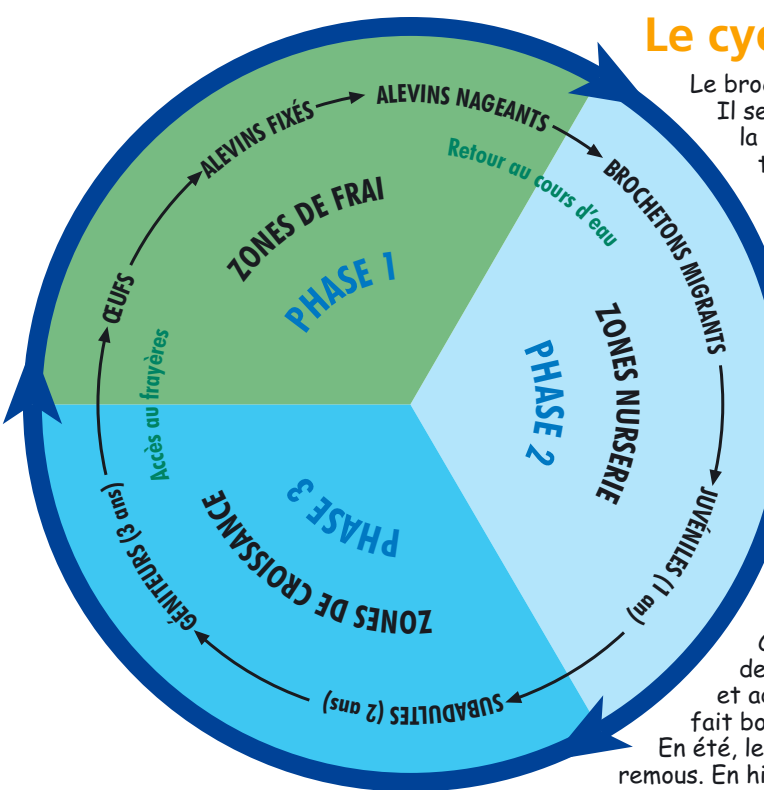 Le cyc
Le broc
Il se
la
t
ALEVINS NAGEANTS
ALEVINS FIXÉS
Retour au cours d'eau
BROCHETONS MIGRANTS
ZONES DE FRAI
PHASE 1
ŒUFS
Accès au frayères
ZONES NURSERIE
PHASE 2
JUVÉNILES (1 an)
PHASE 3
ZONES DE CROISSANCE
GÉNITEURS (3 ans)
SUBADULTES (2 ans)
de
et ac
fait bo
En été, le
remous. En hi